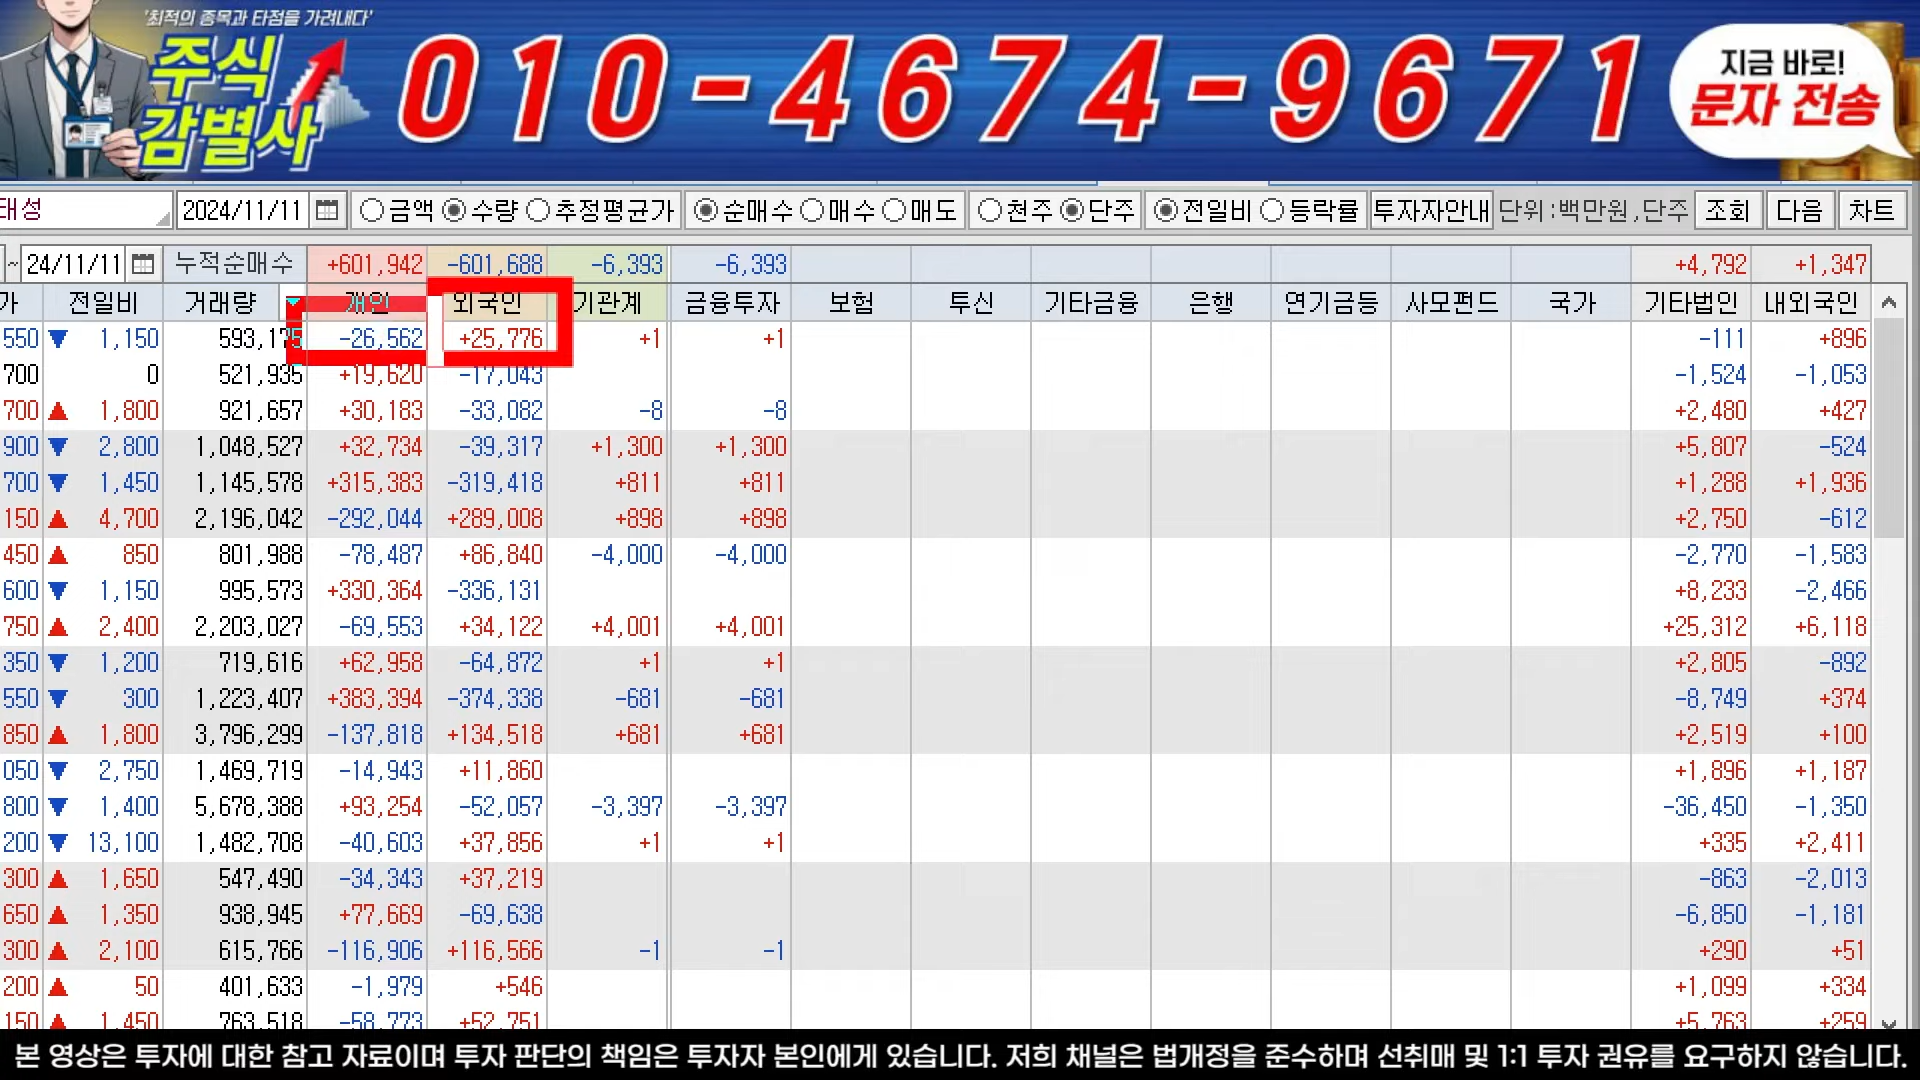 '최적의 종목과 타점을 가려내다'
주식
감별사
010-4674-9671
지금 바로!
문자 전송
태성 2024/11/11 금액 수량 추정평균가 순매수 매수 매도 천주 단주 전일비 등락률 투자자안내 단위:백만원,단주 조회 다음 차트
~ 24/11/11 누적순매수 +601,942 -601,688 -6,393 -6,393 +4,792 +1,347
가 전일비 거래량 개인 외국인 기관계 금융투자 보험 투신 기타금융 은행 연기금등 사모펀드 국가 기타법인 내외국인
550 ▼ 1,150 593,175 -26,562 +25,776 +1 +1 -111 +896
700 0 521,935 +19,620 -17,043 -1,524 -1,053
700 ▲ 1,800 921,657 +30,183 -33,082 -8 -8 +2,480 +427
900 ▼ 2,800 1,048,527 +32,734 -39,317 +1,300 +1,300 +5,807 -524
700 ▼ 1,450 1,145,578 +315,383 -319,418 +811 +811 +1,288 +1,936
150 ▲ 4,700 2,196,042 -292,044 +289,008 +898 +898 +2,750 -612
450 ▲ 850 801,988 -78,487 +86,840 -4,000 -4,000 -2,770 -1,583
600 ▼ 1,150 995,573 +330,364 -336,131 +8,233 -2,466
750 ▲ 2,400 2,203,027 -69,553 +34,122 +4,001 +4,001 +25,312 +6,118
350 ▼ 1,200 719,616 +62,958 -64,872 +1 +1 +2,805 -892
550 ▼ 300 1,223,407 +383,394 -374,338 -681 -681 -8,749 +374
850 ▲ 1,800 3,796,299 -137,818 +134,518 +681 +681 +2,519 +100
050 ▼ 2,750 1,469,719 -14,943 +11,860 +1,896 +1,187
800 ▼ 1,400 5,678,388 +93,254 -52,057 -3,397 -3,397 -36,450 -1,350
200 ▼ 13,100 1,482,708 -40,603 +37,856 +1 +1 +335 +2,411
300 ▲ 1,650 547,490 -34,343 +37,219 -863 -2,013
650 ▲ 1,350 938,945 +77,669 -69,638 -6,850 -1,181
300 ▲ 2,100 615,766 -116,906 +116,566 -1 -1 +290 +51
200 ▲ 50 401,633 -1,979 +546 +1,099 +334
150 ▲ 1,450 763,518 -58,773 +52,751 +5,763 +259
본 영상은 투자에 대한 참고 자료이며 투자 판단의 책임은 투자자 본인에게 있습니다. 저희 채널은 법개정을 준수하며 선취매 및 1:1 투자 권유를 요구하지 않습니다.